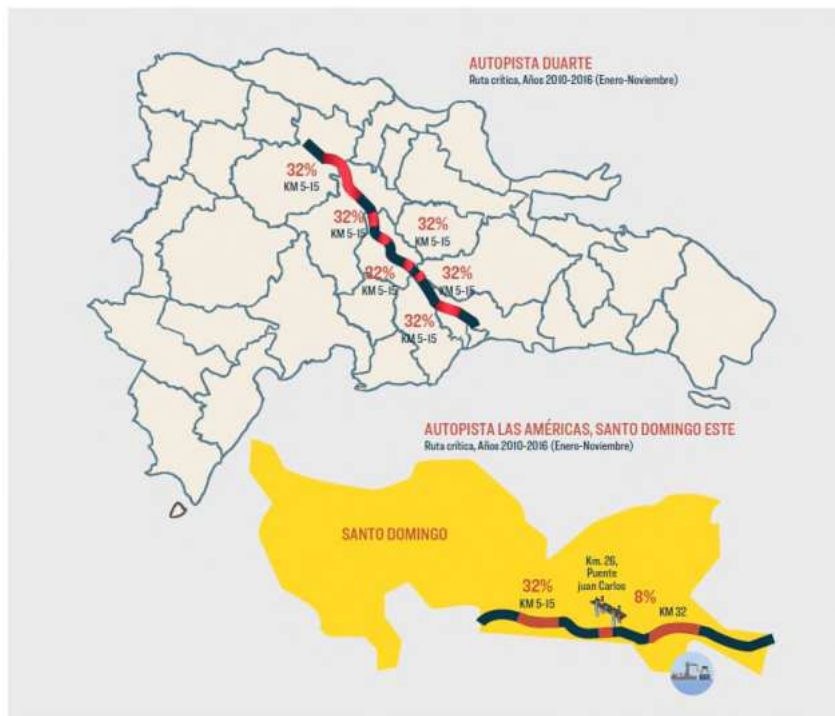 AUTOPISTA DUARTE
Ruta crítica, Años 2010-2016 (Enero-Noviembre)
32%
KM 5-15
32%
KM 5-15
32%
KM 5-15
32%
KM 5-15
32%
KM 5-15
32%
KM 5-15
AUTOPISTA LAS AMÉRICAS, SANTO DOMINGO ESTE
Ruta crítica, Años 2010-2016 (Enero-Noviembre)
SANTO DOMINGO
Km. 26,
Puente
juan Carlos
32%
KM 5-15
8%
KM 32